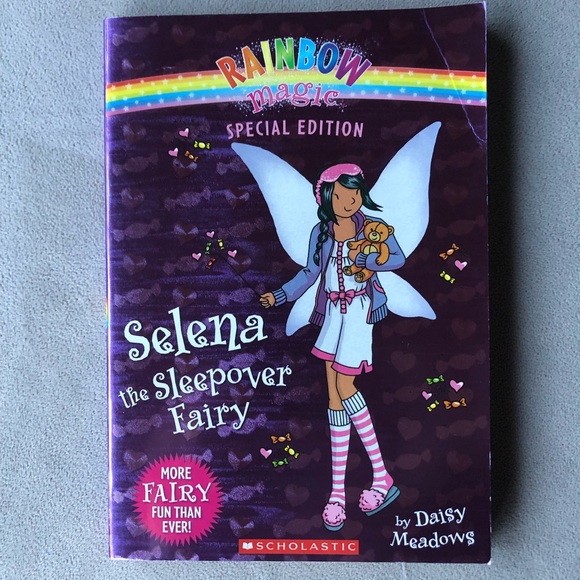 RAINBOW
magic
SPECIAL EDITION
Selena
the Sleepover
Fairy
MORE
FAIRY
FUN THAN
EVER!
by Daisy
Meadows
SCHOLASTIC